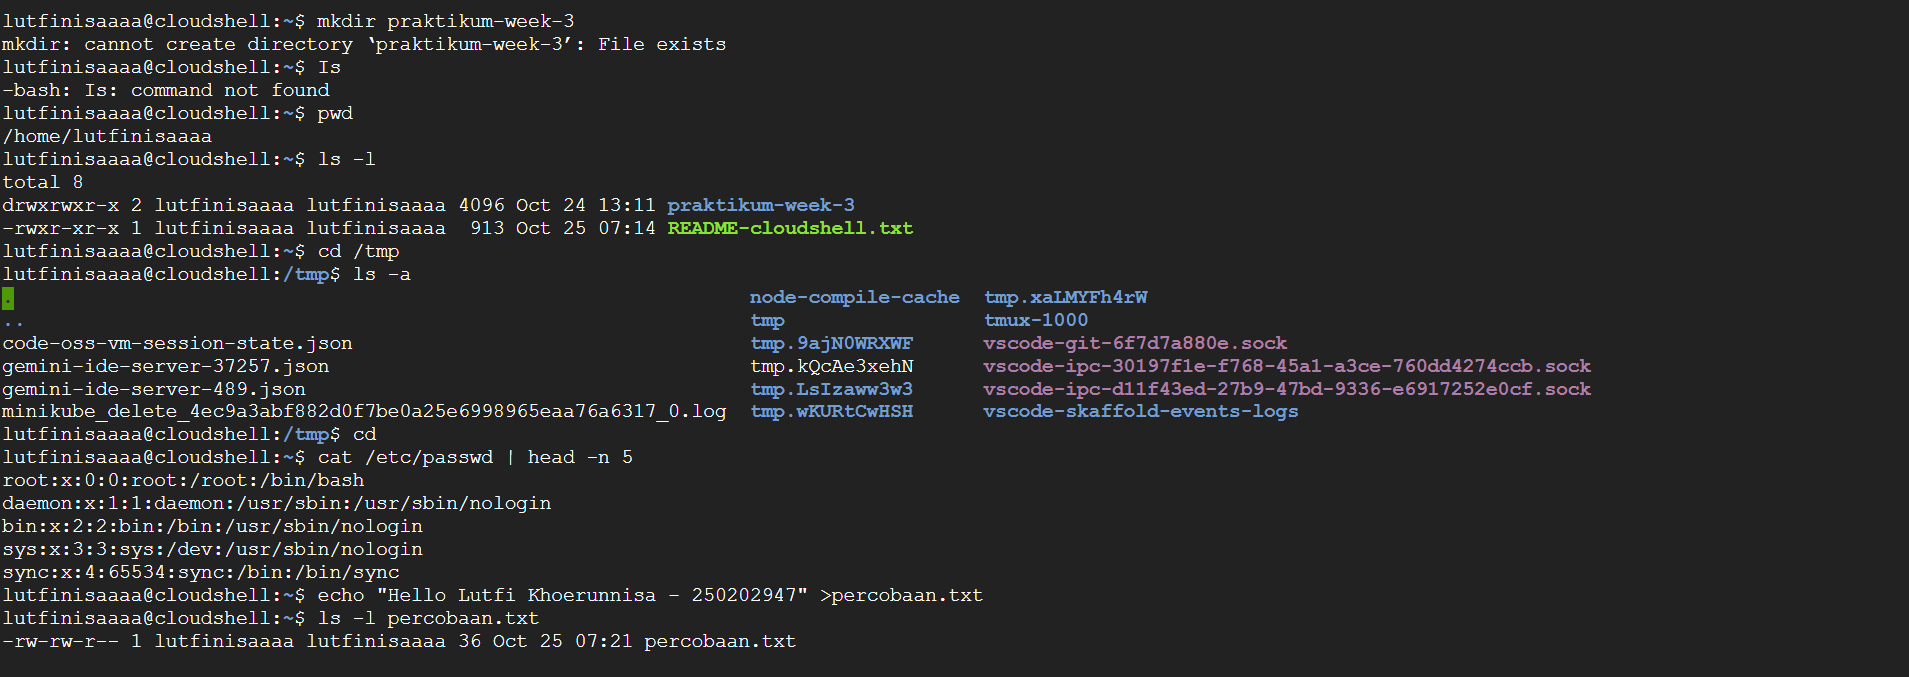 lutfinisaaaa@cloudshell:~$ mkdir praktikum-week-3
mkdir: cannot create directory ‘praktikum-week-3’: File exists
lutfinisaaaa@cloudshell:~$ Is
-bash: Is: command not found
lutfinisaaaa@cloudshell:~$ pwd
/home/lutfinisaaaa
lutfinisaaaa@cloudshell:~$ ls -l
total 8
drwxrwxr-x 2 lutfinisaaaa lutfinisaaaa 4096 Oct 24 13:11 praktikum-week-3
-rwxr-xr-x 1 lutfinisaaaa lutfinisaaaa  913 Oct 25 07:14 README-cloudshell.txt
lutfinisaaaa@cloudshell:~$ cd /tmp
lutfinisaaaa@cloudshell:/tmp$ ls -a
. node-compile-cache tmp.xaLMYFh4rW
.. tmp tmux-1000
code-oss-vm-session-state.json tmp.9ajN0WRXWF vscode-git-6f7d7a880e.sock
gemini-ide-server-37257.json tmp.kQcAe3xehN vscode-ipc-30197f1e-f768-45a1-a3ce-760dd4274ccb.sock
gemini-ide-server-489.json tmp.LsIzaww3w3 vscode-ipc-d11f43ed-27b9-47bd-9336-e6917252e0cf.sock
minikube_delete_4ec9a3abf882d0f7be0a25e6998965eaa76a6317_0.log tmp.wKURtCwHSH vscode-skaffold-events-logs
lutfinisaaaa@cloudshell:/tmp$ cd
lutfinisaaaa@cloudshell:~$ cat /etc/passwd | head -n 5
root:x:0:0:root:/root:/bin/bash
daemon:x:1:1:daemon:/usr/sbin:/usr/sbin/nologin
bin:x:2:2:bin:/bin:/usr/sbin/nologin
sys:x:3:3:sys:/dev:/usr/sbin/nologin
sync:x:4:65534:sync:/bin:/bin/sync
lutfinisaaaa@cloudshell:~$ echo "Hello Lutfi Khoerunnisa - 250202947" >percobaan.txt
lutfinisaaaa@cloudshell:~$ ls -l percobaan.txt
-rw-rw-r-- 1 lutfinisaaaa lutfinisaaaa 36 Oct 25 07:21 percobaan.txt